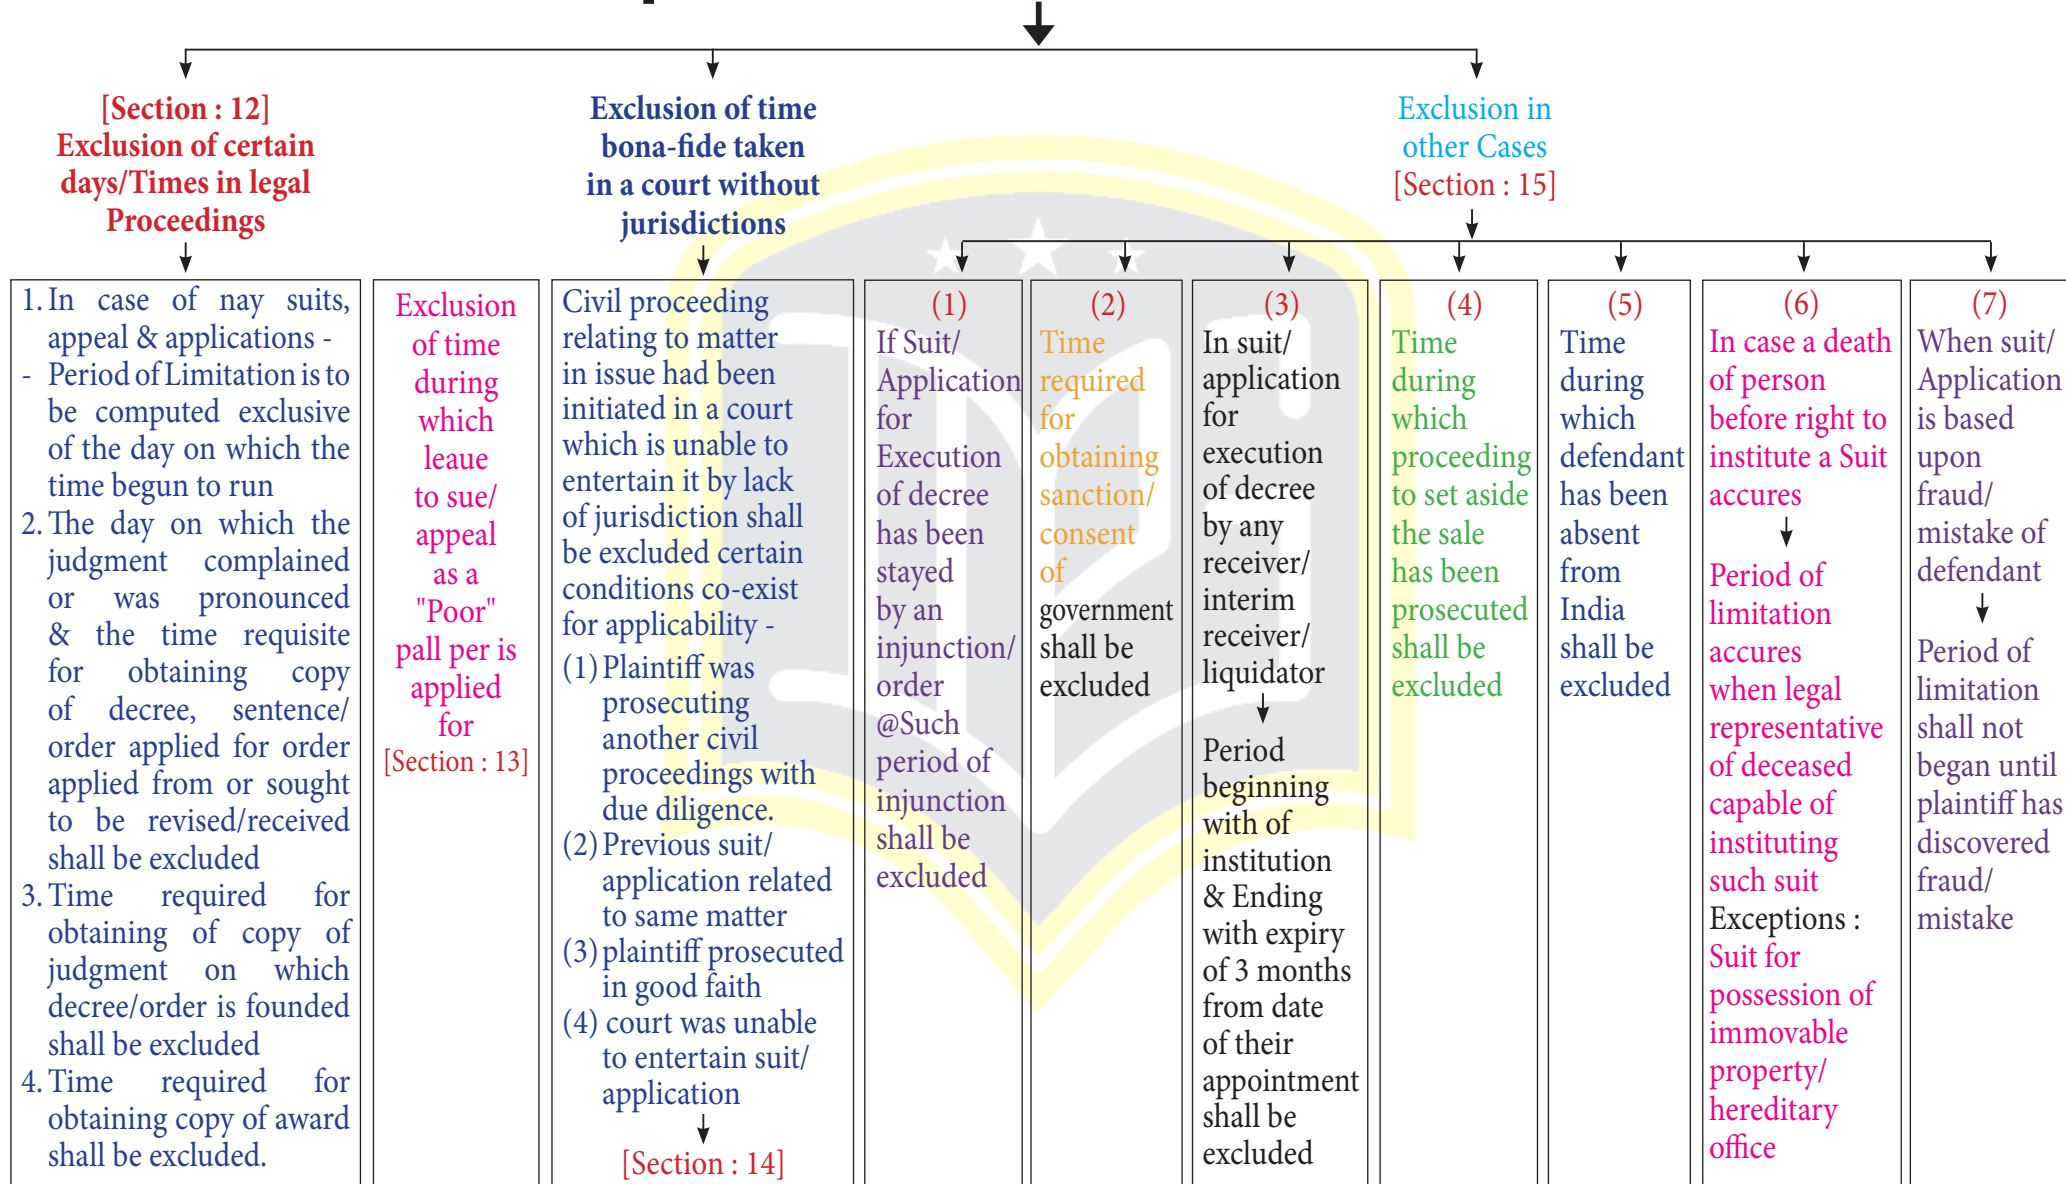 [Section : 12]
Exclusion of certain
days/Times in legal
Proceedings
Exclusion of time
bona-fide taken
in a court without
jurisdictions
Exclusion in
other Cases
[Section : 15]
1. In case of nay suits,
appeal & applications -
- Period of Limitation is to
be computed exclusive
of the day on which the
time begun to run
2. The day on which the
judgment complained
or was pronounced
& the time requisite
for obtaining copy
of decree, sentence/
order applied for order
applied from or sought
to be revised/received
shall be excluded
3. Time required for
obtaining of copy of
judgment on which
decree/order is founded
shall be excluded
4. Time required for
obtaining copy of award
shall be excluded.
Exclusion
of time
during
which
leaue
to sue/
appeal
as a
"Poor"
pall per is
applied
for
[Section : 13]
Civil proceeding
relating to matter
in issue had been
initiated in a court
which is unable to
entertain it by lack
of jurisdiction shall
be excluded certain
conditions co-exist
for applicability -
(1) Plaintiff was
prosecuting
another civil
proceedings with
due diligence.
(2) Previous suit/
application related
to same matter
(3) plaintiff prosecuted
in good faith
(4) court was unable
to entertain suit/
application
[Section : 14]
(1)
If Suit/
Application
for
Execution
of decree
has been
stayed
by an
injunction/
order
@Such
period of
injunction
shall be
excluded
(2)
Time
required
for
obtaining
sanction/
consent
of
government
shall be
excluded
(3)
In suit/
application
for
execution
of decree
by any
receiver/
interim
receiver/
liquidator
Period
beginning
with of
institution
& Ending
with expiry
of 3 months
from date
of their
appointment
shall be
excluded
(4)
Time
during
which
proceeding
to set aside
the sale
has been
prosecuted
shall be
excluded
(5)
Time
during
which
defendant
has been
absent
from
India
shall be
excluded
(6)
In case a death
of person
before right to
institute a Suit
accures
Period of
limitation
accures
when legal
representative
of deceased
capable of
instituting
such suit
Exceptions :
Suit for
possession of
immovable
property/
hereditary
office
(7)
When suit/
Application
is based
upon
fraud/
mistake of
defendant
Period of
limitation
shall not
began until
plaintiff has
discovered
fraud/
mistake